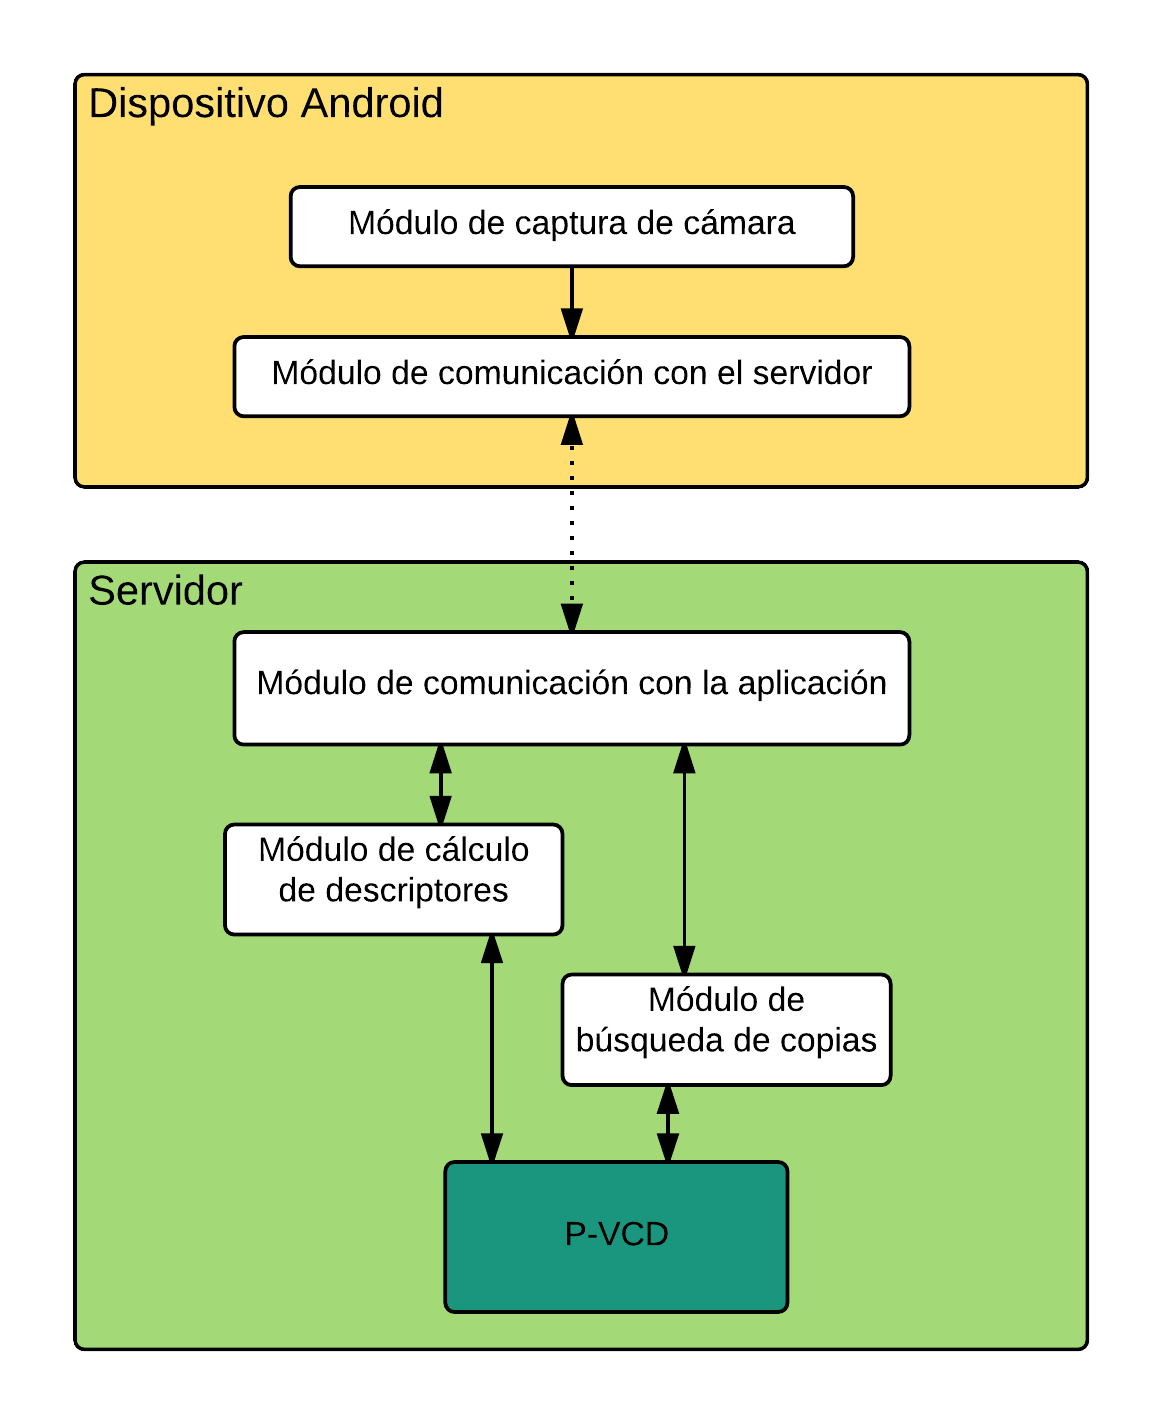 Dispositivo Android
Módulo de captura de cámara
Módulo de comunicación con el servidor
Servidor
Módulo de comunicación con la aplicación
Módulo de cálculo
de descriptores
Módulo de
búsqueda de copias
P-VCD